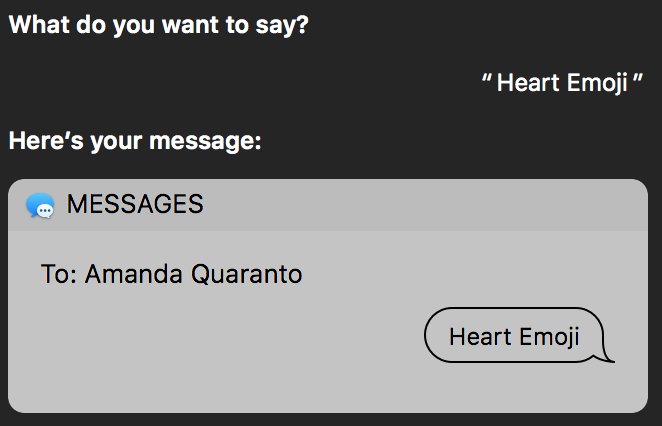 What do you want to say?
“Heart Emoji”
Here’s your message:
MESSAGES
To: Amanda Quaranto
Heart Emoji